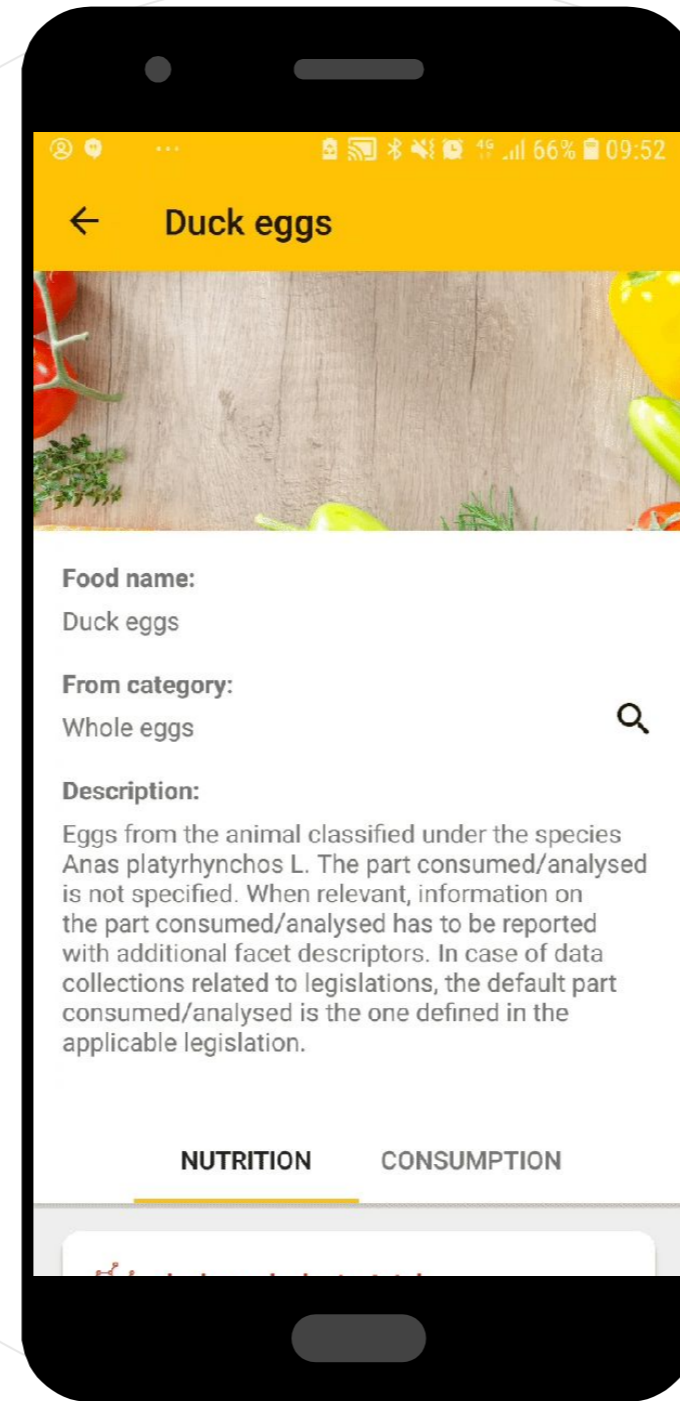 4G 66% 09:52
Duck eggs
Food name:
Duck eggs
From category:
Whole eggs
Description:
Eggs from the animal classified under the species
Anas platyrhynchos L. The part consumed/analysed
is not specified. When relevant, information on
the part consumed/analysed has to be reported
with additional facet descriptors. In case of data
collections related to legislations, the default part
consumed/analysed is the one defined in the
applicable legislation.
NUTRITION CONSUMPTION